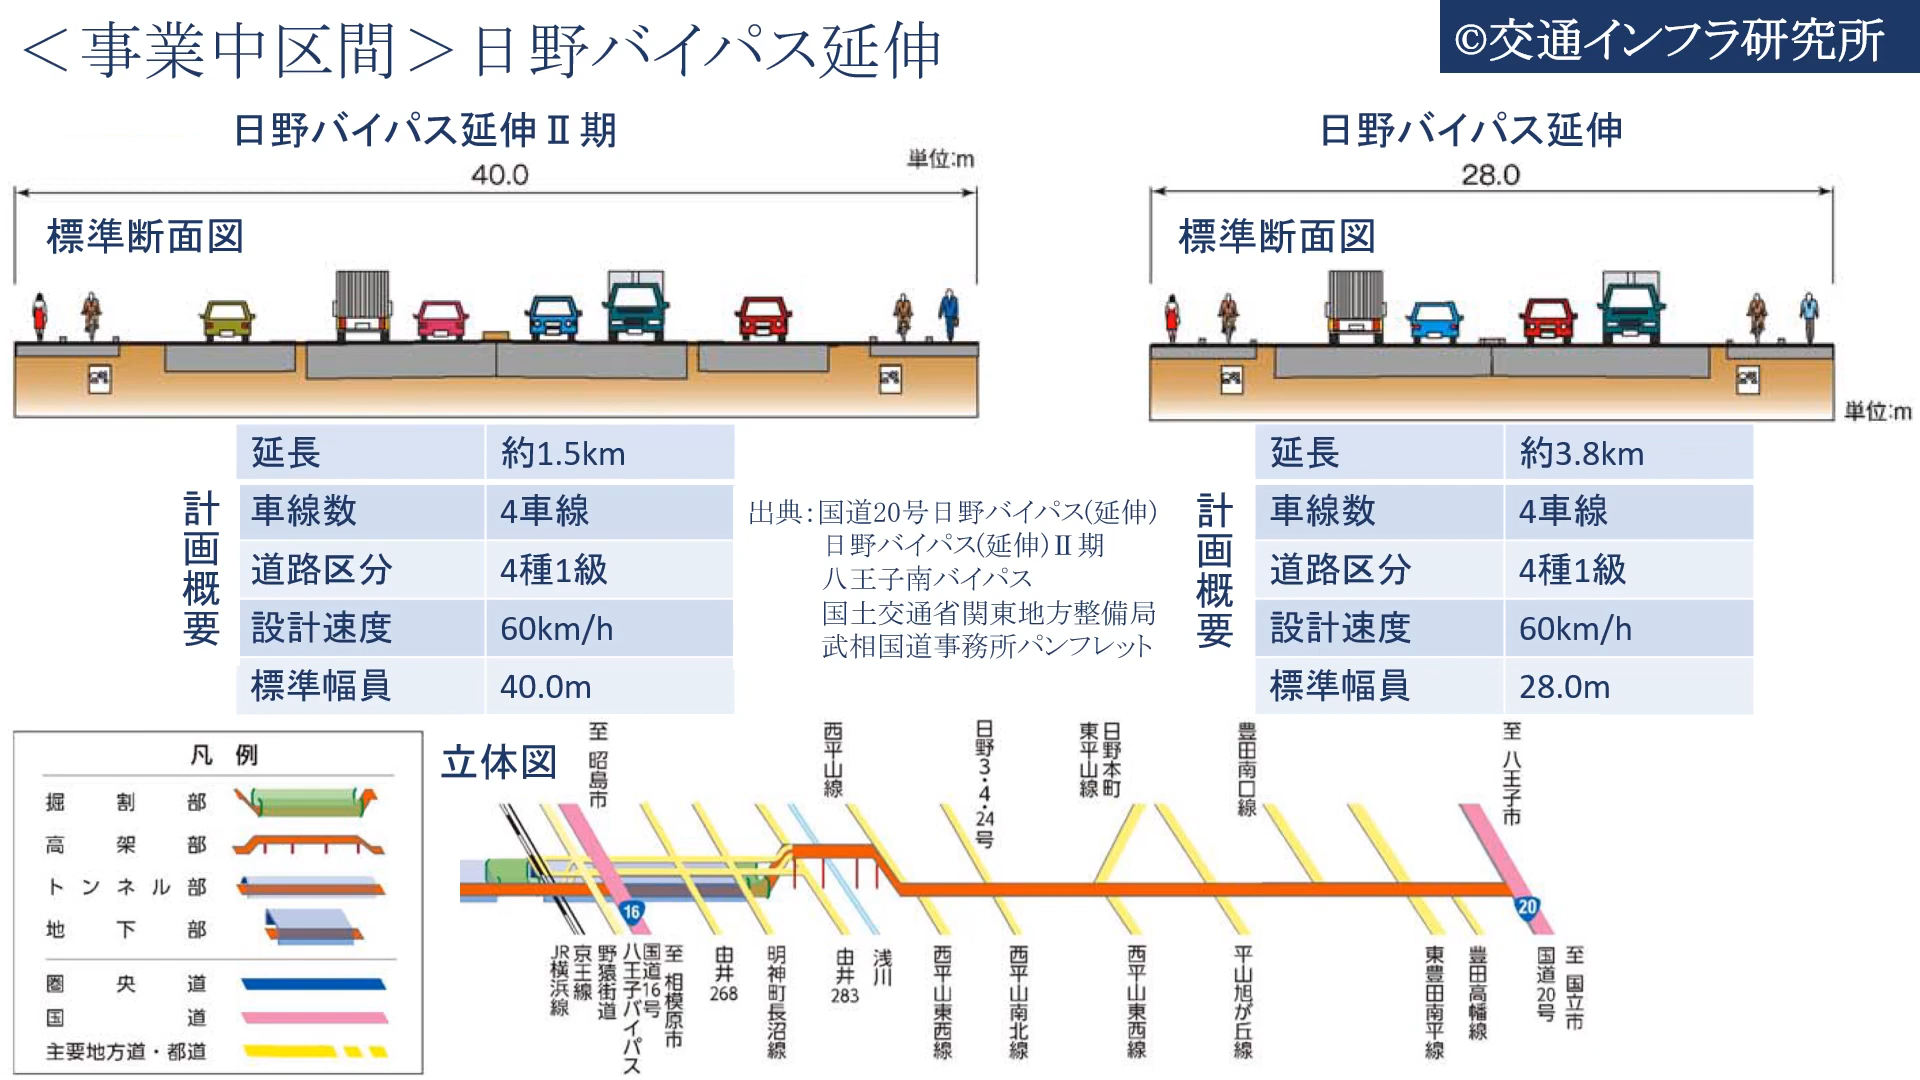 ＜事業中区間＞日野バイパス延伸
©交通インフラ研究所
日野バイパス延伸Ⅱ期
単位:m
40.0
標準断面図
延長 約1.5km
車線数 4車線
道路区分 4種1級
設計速度 60km/h
標準幅員 40.0m
計画概要
出典：国道20号日野バイパス(延伸)
日野バイパス(延伸)Ⅱ期
八王子南バイパス
国土交通省関東地方整備局
武相国道事務所パンフレット
日野バイパス延伸
28.0
標準断面図
単位:m
計画概要
延長 約3.8km
車線数 4車線
道路区分 4種1級
設計速度 60km/h
標準幅員 28.0m
凡例
掘割部
高架部
トンネル部
地下部
圏央道
国道
主要地方道・都道
立体図
至 昭島市
西平山線
日野3・4・24号
日野本町
東平山線
豊田南口線
至 八王子市
16
20
JR横浜線
京王線
野猿街道
八王子バイパス
国道16号
至 相模原市
由井268
明神町長沼線
由井283
浅川
西平山東西線
西平山南北線
西平山東西線
平山旭が丘線
東豊田南平線
豊田高幡線
国道20号
至 国立市